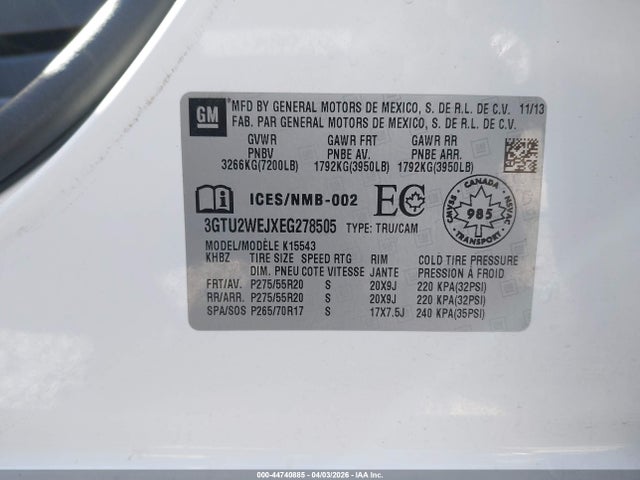 GM
MFD BY GENERAL MOTORS DE MEXICO, S. DE R.L. DE C.V. 11/13
FAB. PAR GENERAL MOTORS DE MEXICO, S. DE R.L. DE C.V.
GVWR GAWR FRT GAWR RR
PNBV PNBE AV. PNBE ARR.
3266KG(7200LB) 1792KG(3950LB) 1792KG(3950LB)
ICES/NMB-002 EC
CANADA
985
NSVAC
3GTU2WEJXEG278505 TYPE: TRU/CAM
MODEL/MODÈLE K15543
KHBZ TIRE SIZE SPEED RTG RIM COLD TIRE PRESSURE
DIM. PNEU COTE VITESSE JANTE PRESSION À FROID
FRT/AV. P275/55R20 S 20X9J 220 KPA(32PSI)
RR/ARR. P275/55R20 S 20X9J 220 KPA(32PSI)
SPA/SOS P265/70R17 S 17X7.5J 240 KPA(35PSI)
000-44740885 - 04/03/2026 - IAAI Inc.